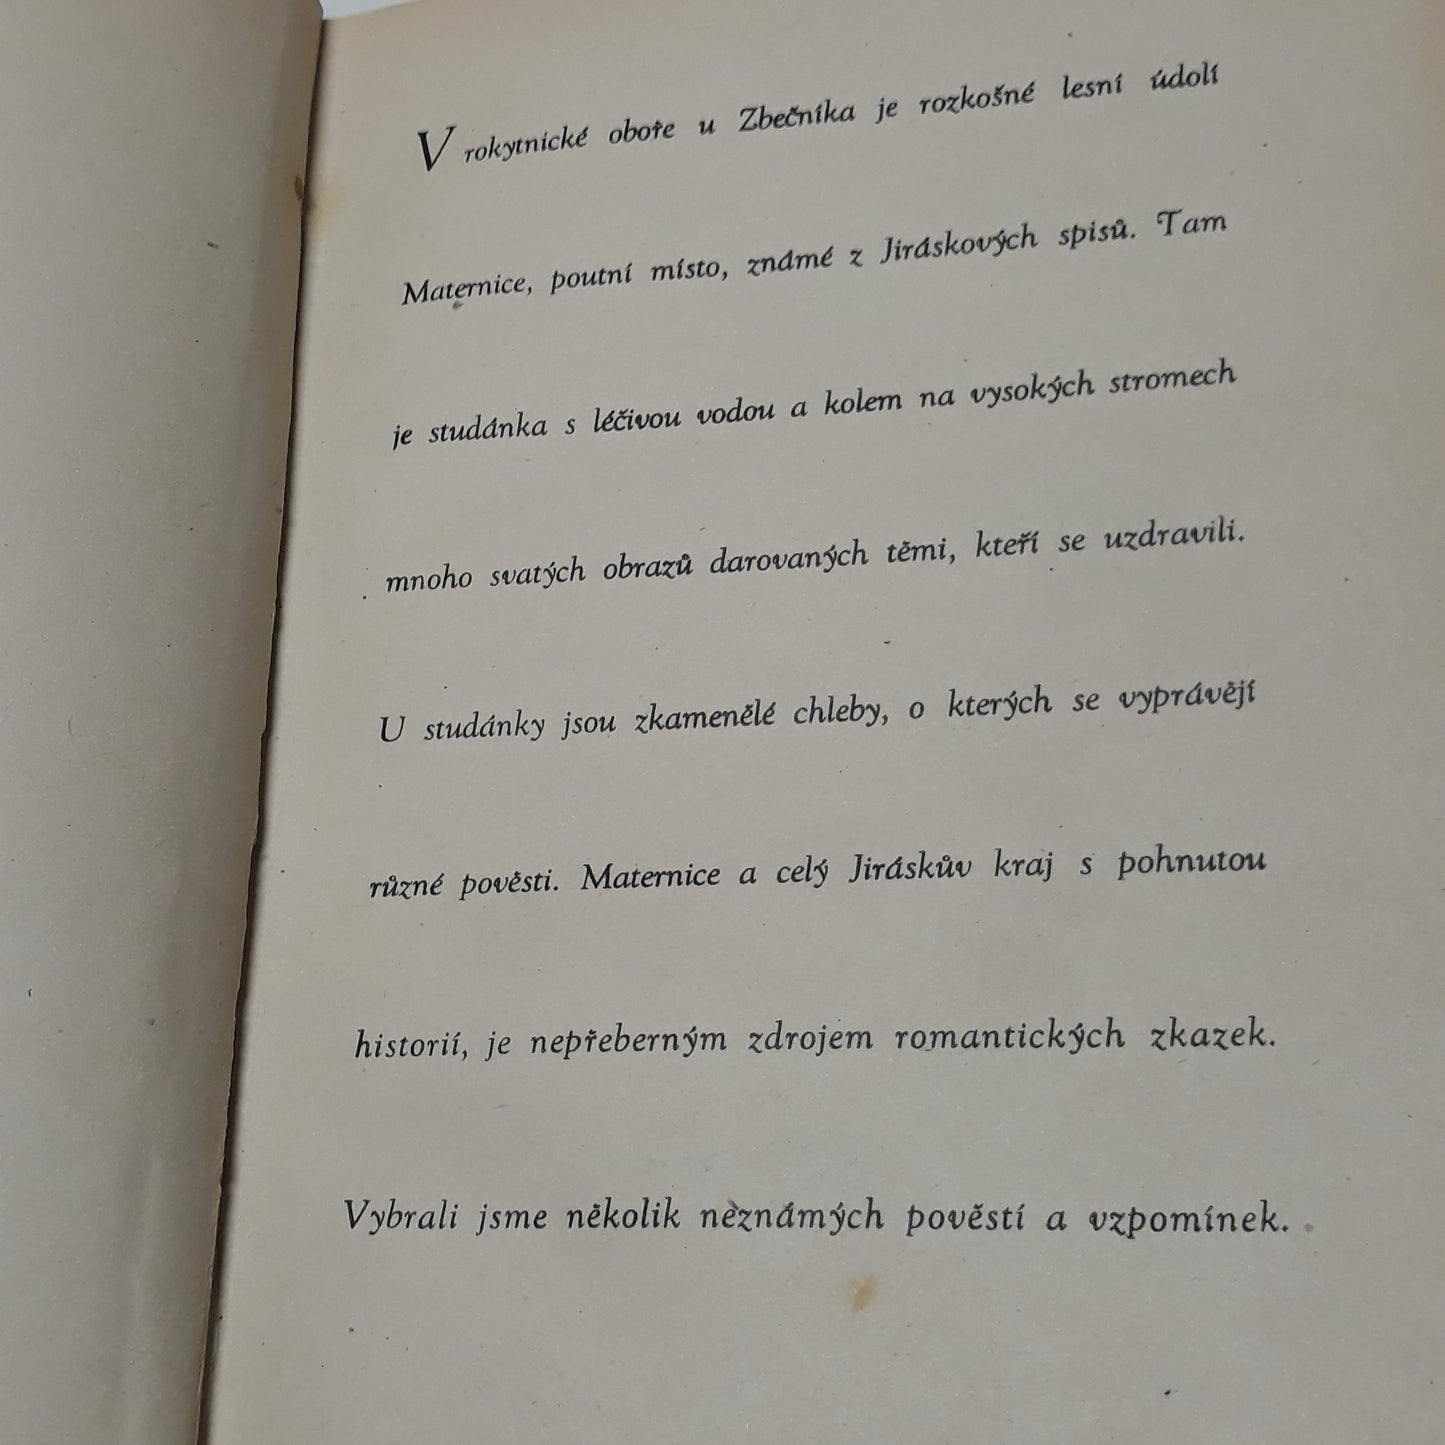 V rokytnické oboře u Zbečníka je rozkošné lesní údolí
Maternice, poutní místo, známé z Jiráskových spisů. Tam
je studánka s léčivou vodou a kolem na vysokých stromech
mnoho svatých obrazů darovaných těmi, kteří se uzdravili.
U studánky jsou zkamenělé chleby, o kterých se vyprávějí
různé pověsti. Maternice a celý Jiráskův kraj s pohnutou
historií, je nepřeberným zdrojem romantických zkazek.
Vybrali jsme několik neznámých pověstí a vzpomínek.